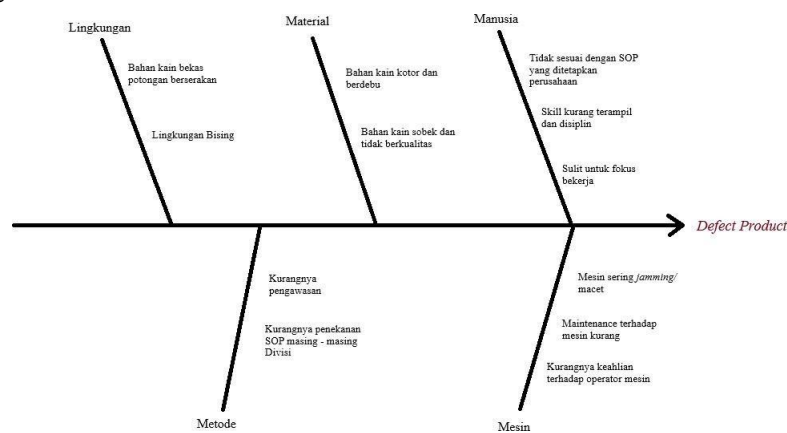 Lingkungan
Bahan kain bekas
potongan berserakan
Lingkungan Bising
Material
Bahan kain kotor dan
berdebu
Bahan kain sobek dan
tidak berkualitas
Manusia
Tidak sesuai dengan SOP
yang ditetapkan
perusahaan
Skill kurang terampil
dan disiplin
Sulit untuk fokus
bekerja
Defect Product
Kurangnya
pengawasan
Kurangnya penekanan
SOP masing - masing
Divisi
Metode
Mesin sering jamming/
macet
Maintenance terhadap
mesin kurang
Kurangnya keahlian
terhadap operator mesin
Mesin